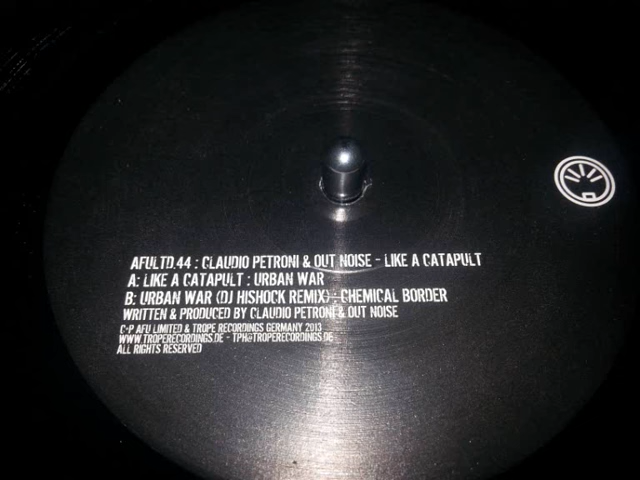 AFULTD.44 : CLAUDIO PETRONI & OUT NOISE - LIKE A CATAPULT
A: LIKE A CATAPULT : URBAN WAR
B: URBAN WAR (DJ HISHOCK REMIX) : CHEMICAL BORDER
WRITTEN & PRODUCED BY CLAUDIO PETRONI & OUT NOISE
C-P AFU LIMITED & TROPE RECORDINGS GERMANY 2013
WWW.TROPERECORDINGS.DE - TPH@TROPERECORDINGS.DE
ALL RIGHTS RESERVED